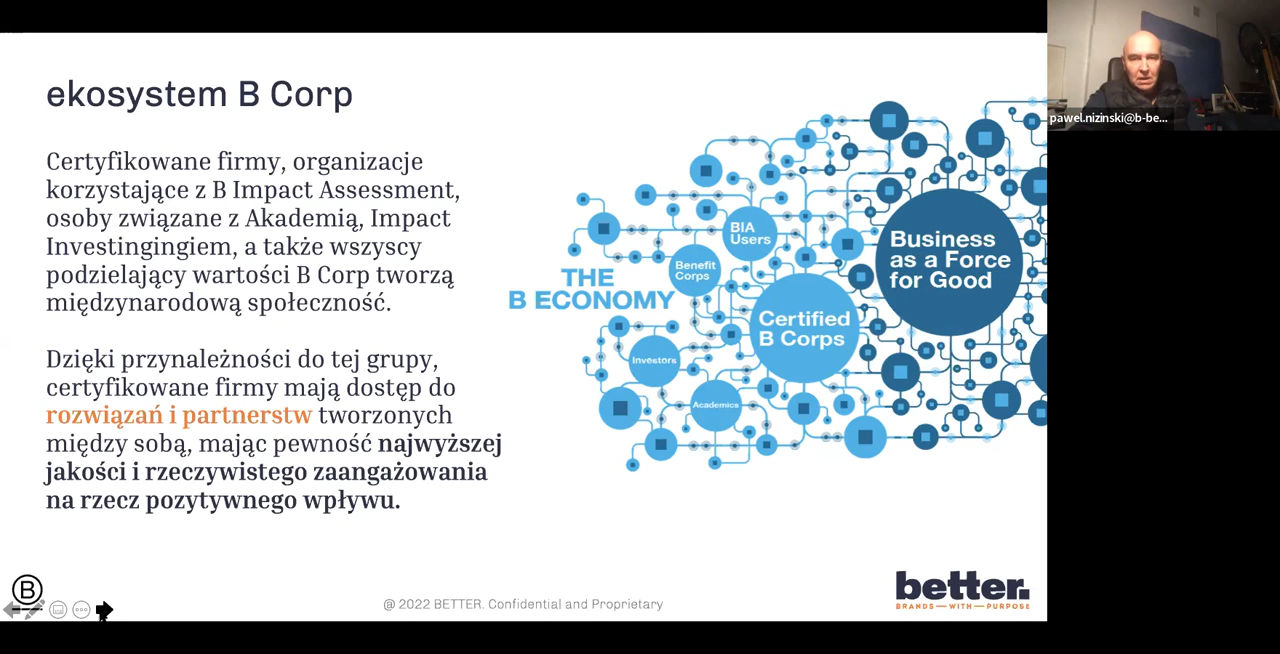 ekosystem B Corp
Certyfikowane firmy, organizacje
korzystające z B Impact Assessment,
osoby związane z Akademią, Impact
Investingingiem, a także wszyscy
podzielający wartości B Corp tworzą
międzynarodową społeczność.
Dzięki przynależności do tej grupy,
certyfikowane firmy mają dostęp do
rozwiązań i partnerstw tworzonych
między sobą, mając pewność najwyższej
jakości i rzeczywistego zaangażowania
na rzecz pozytywnego wpływu.
THE
B ECONOMY
BIA
Users
Benefit
Corps
Certified
B Corps
Investors
Academics
Business
as a Force
for Good
pawel.nizinski@b-be...
B
@ 2022 BETTER. Confidential and Proprietary
better.
BRANDS—WITH—PURPOSE